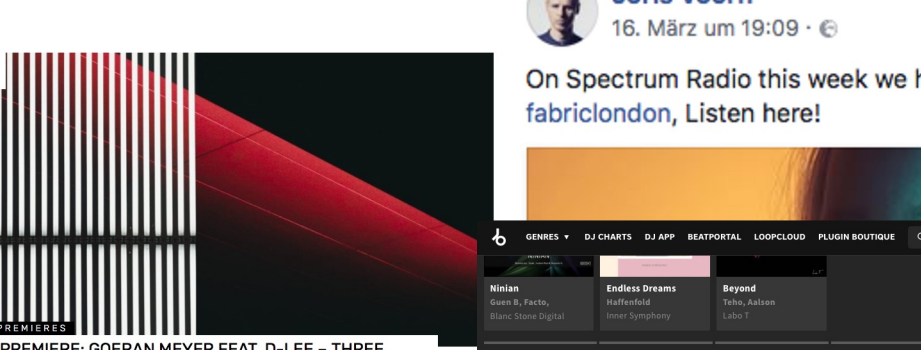 16. März um 19:09 ·
On Spectrum Radio this week we
fabriclondon, Listen here!
GENRES ▾ DJ CHARTS DJ APP BEATPORTAL LOOPCLOUD PLUGIN BOUTIQUE
Ninian
Guen B, Facto,
Blanc Stone Digital
Endless Dreams
Haffenfold
Inner Symphony
Beyond
Teho, Aalson
Labo T
PREMIERES
PREMIERE: GOERAN MEYER FEAT. D-LEE – THREE